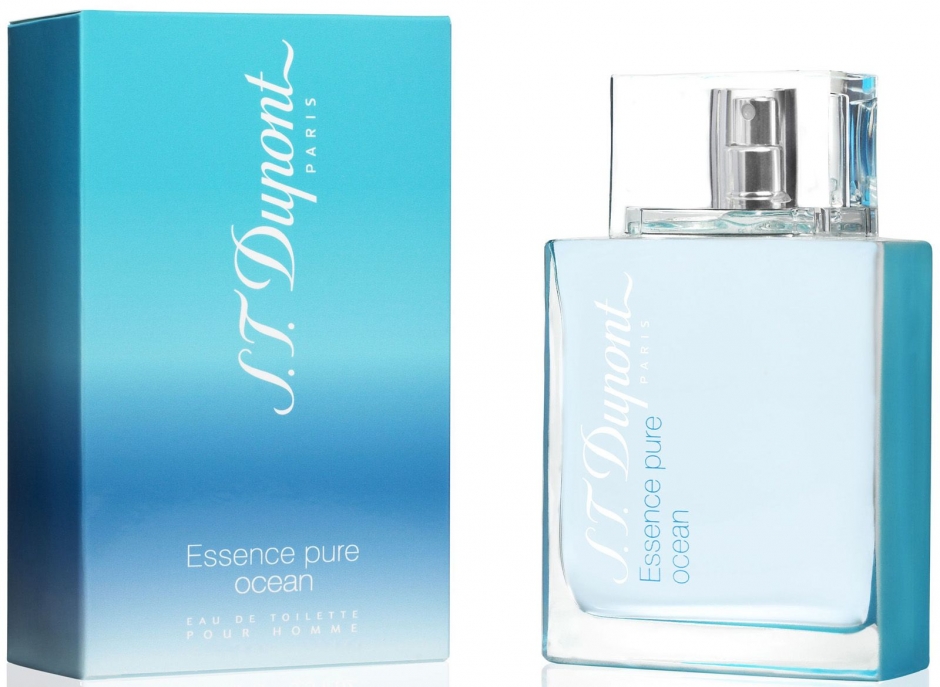 S.T. Dupont
PARIS
Essence pure
ocean
EAU DE TOILETTE
POUR HOMME
S.T. Dupont
PARIS
Essence pure
ocean